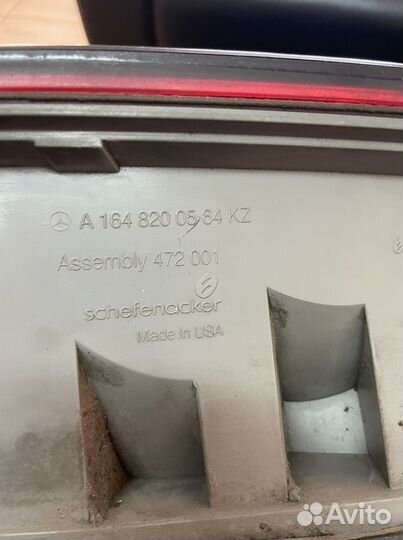 A 164 820 05 64 KZ
Assembly 472 001
schefenacker
Made in USA
Avito